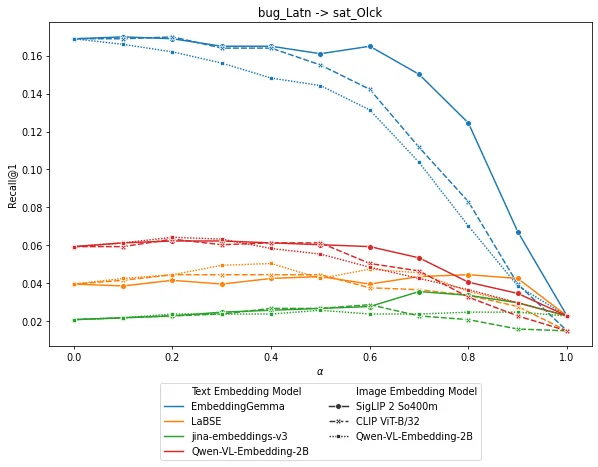 bug_Latn -> sat_Olck
Recall@1
0.16
0.14
0.12
0.10
0.08
0.06
0.04
0.02
0.0 0.2 0.4 0.6 0.8 1.0
α
Text Embedding Model
EmbeddingGemma
LaBSE
jina-embeddings-v3
Qwen-VL-Embedding-2B
Image Embedding Model
SigLIP 2 So400m
CLIP ViT-B/32
Qwen-VL-Embedding-2B